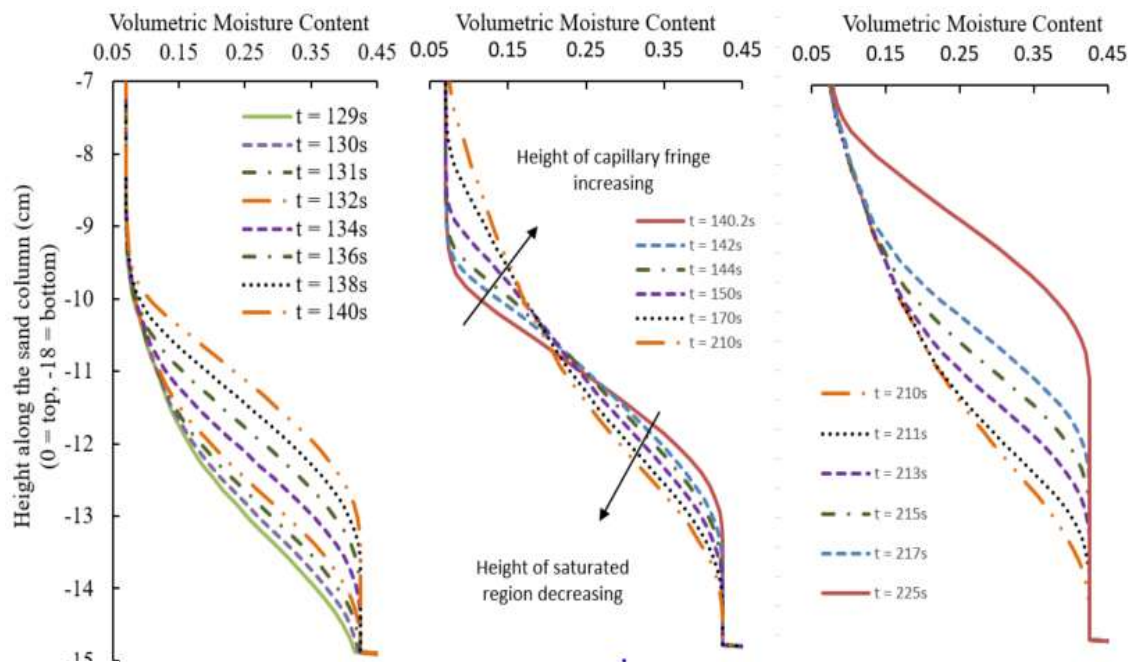 Volumetric Moisture Content
0.05 0.15 0.25 0.35 0.45
-7
-8
-9
-10
-11
-12
-13
-14
-15
Height along the sand column (cm)
(0 = top, -18 = bottom)
t = 129s
t = 130s
t = 131s
t = 132s
t = 134s
t = 136s
t = 138s
t = 140s
Volumetric Moisture Content
0.05 0.15 0.25 0.35 0.45
Height of capillary fringe
increasing
t = 140.2s
t = 142s
t = 144s
t = 150s
t = 170s
t = 210s
Height of saturated
region decreasing
Volumetric Moisture Content
0.05 0.15 0.25 0.35 0.45
t = 210s
t = 211s
t = 213s
t = 215s
t = 217s
t = 225s